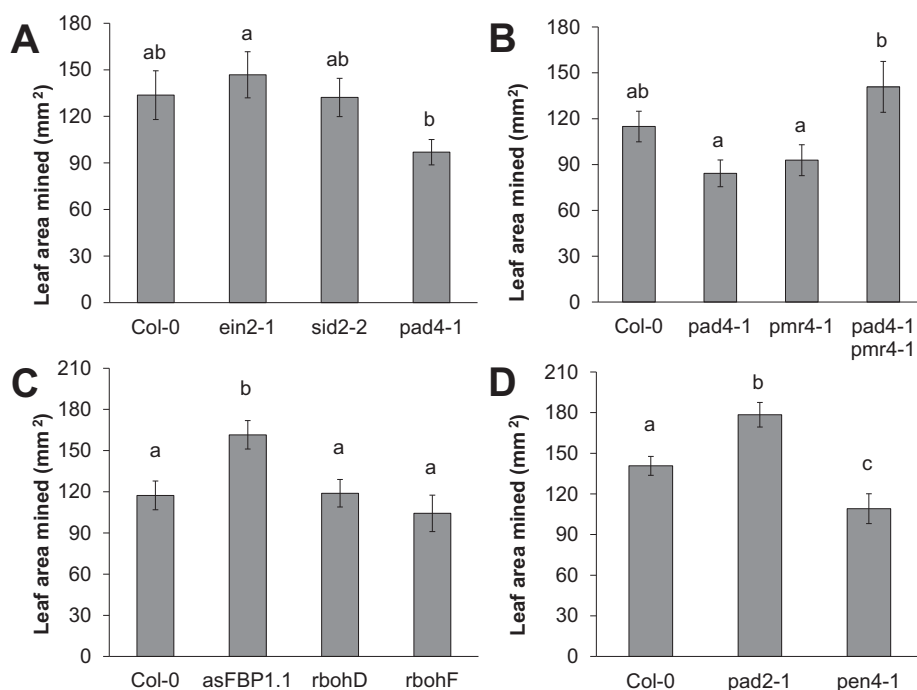 A
Leaf area mined (mm²)
180
150
120
90
60
30
0
ab
a
ab
b
Col-0 ein2-1 sid2-2 pad4-1
B
Leaf area mined (mm²)
180
150
120
90
60
30
0
ab
a
a
b
Col-0 pad4-1 pmr4-1 pad4-1
pmr4-1
C
Leaf area mined (mm²)
210
180
150
120
90
60
30
0
a
b
a
a
Col-0 asFBP1.1 rbohD rbohF
D
Leaf area mined (mm²)
210
180
150
120
90
60
30
0
a
b
c
Col-0 pad2-1 pen4-1